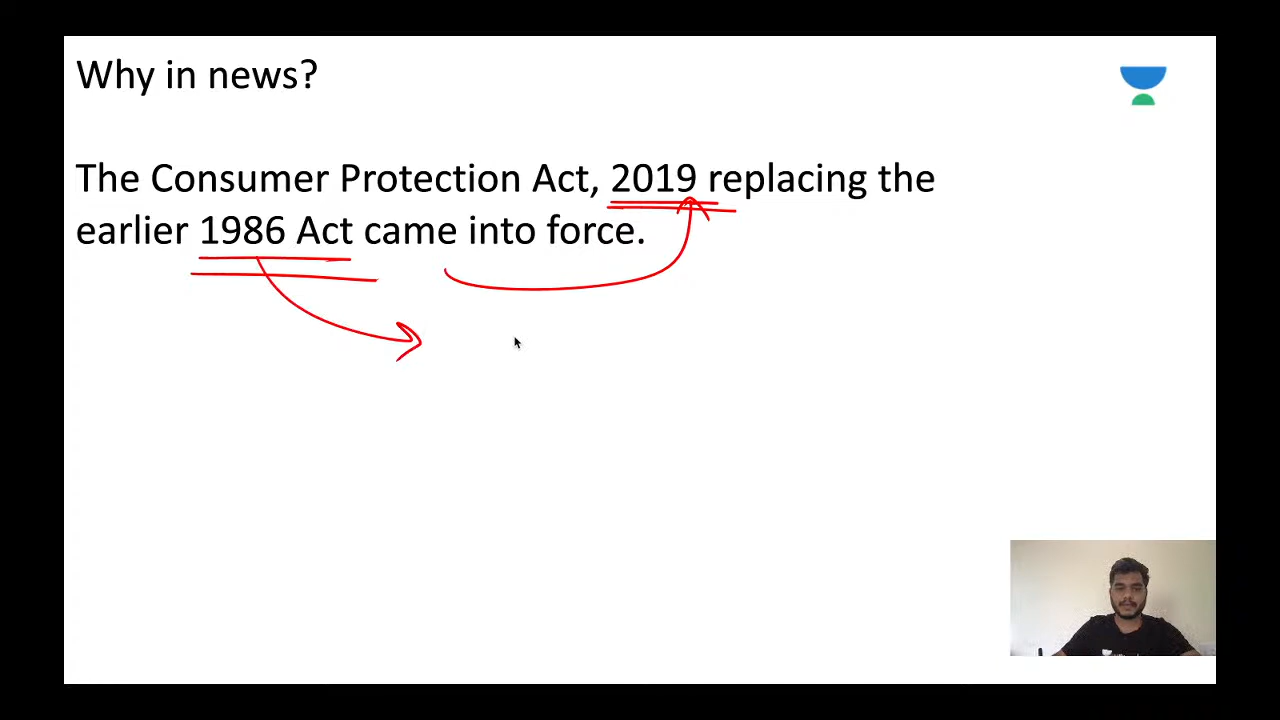 Why in news?
The Consumer Protection Act, 2019 replacing the
earlier 1986 Act came into force.